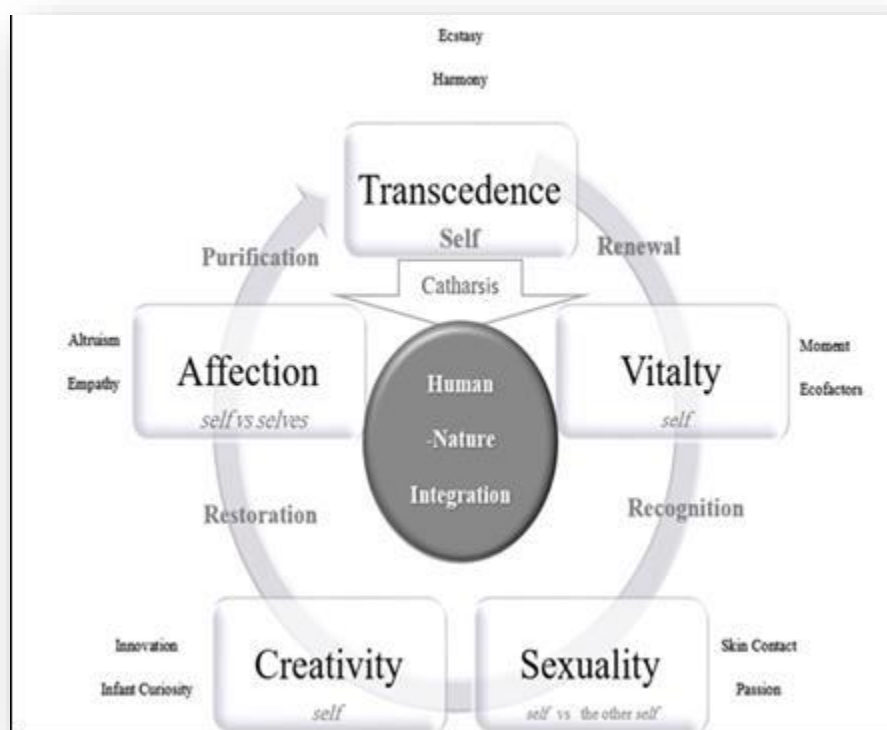 Ecstasy
Harmony
Transcedence
Self
Purification
Renewal
Catharsis
Altruism
Empathy
Affection
self vs selves
Human
-Nature
Integration
Vitalty
self
Moment
Ecofactors
Restoration
Recognition
Innovation
Infant Curiosity
Creativity
self
Sexuality
self vs the other self
Skin Contact
Passion